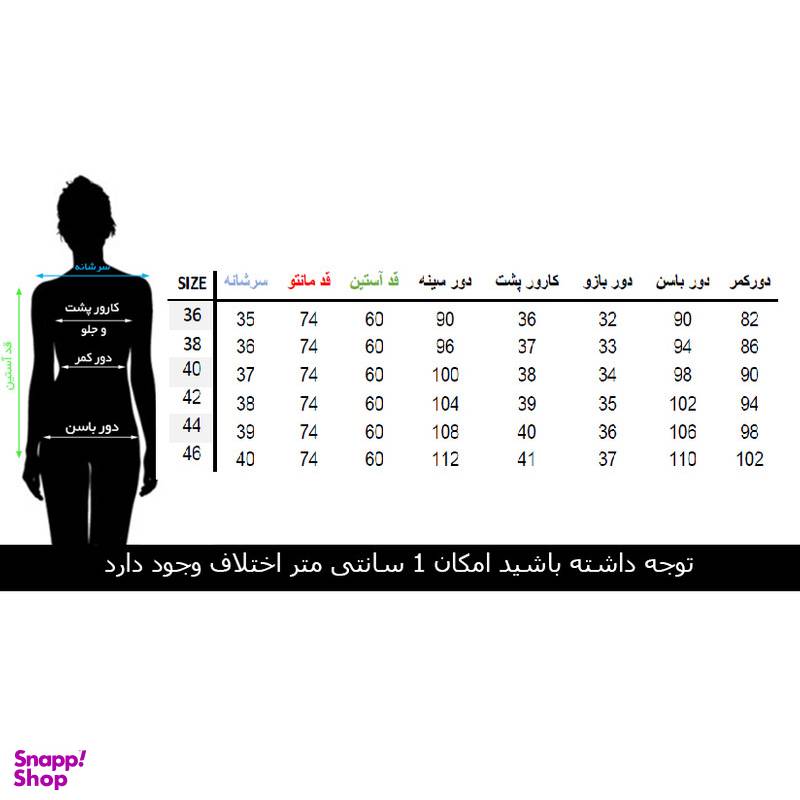 SIZE سرشانه قد مانتو قد آستین دور سینه کارور پشت دور بازو دور باسن دورکمر
36 35 74 60 90 36 32 90 82
38 36 74 60 96 37 33 94 86
40 37 74 60 100 38 34 98 90
42 38 74 60 104 39 35 102 94
44 39 74 60 108 40 36 106 98
46 40 74 60 112 41 37 110 102
سرشانه
کارور پشت
و جلو
دور کمر
دور باسن
قد آستین
توجه داشته باشید امکان 1 سانتی متر اختلاف وجود دارد
Snapp!
Shop